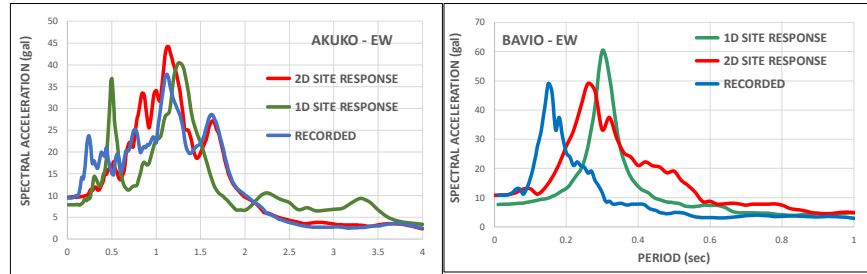 AKUKO - EW
SPECTRAL ACCELERATION (gal)
50
45
40
35
30
25
20
15
10
5
0
2D SITE RESPONSE
1D SITE RESPONSE
RECORDED
0 0.5 1 1.5 2 2.5 3 3.5 4
BAVIO - EW
SPECTRAL ACCELERATION (gal)
70
60
50
40
30
20
10
0
1D SITE RESPONSE
2D SITE RESPONSE
RECORDED
0 0.2 0.4 0.6 0.8 1
PERIOD (sec)